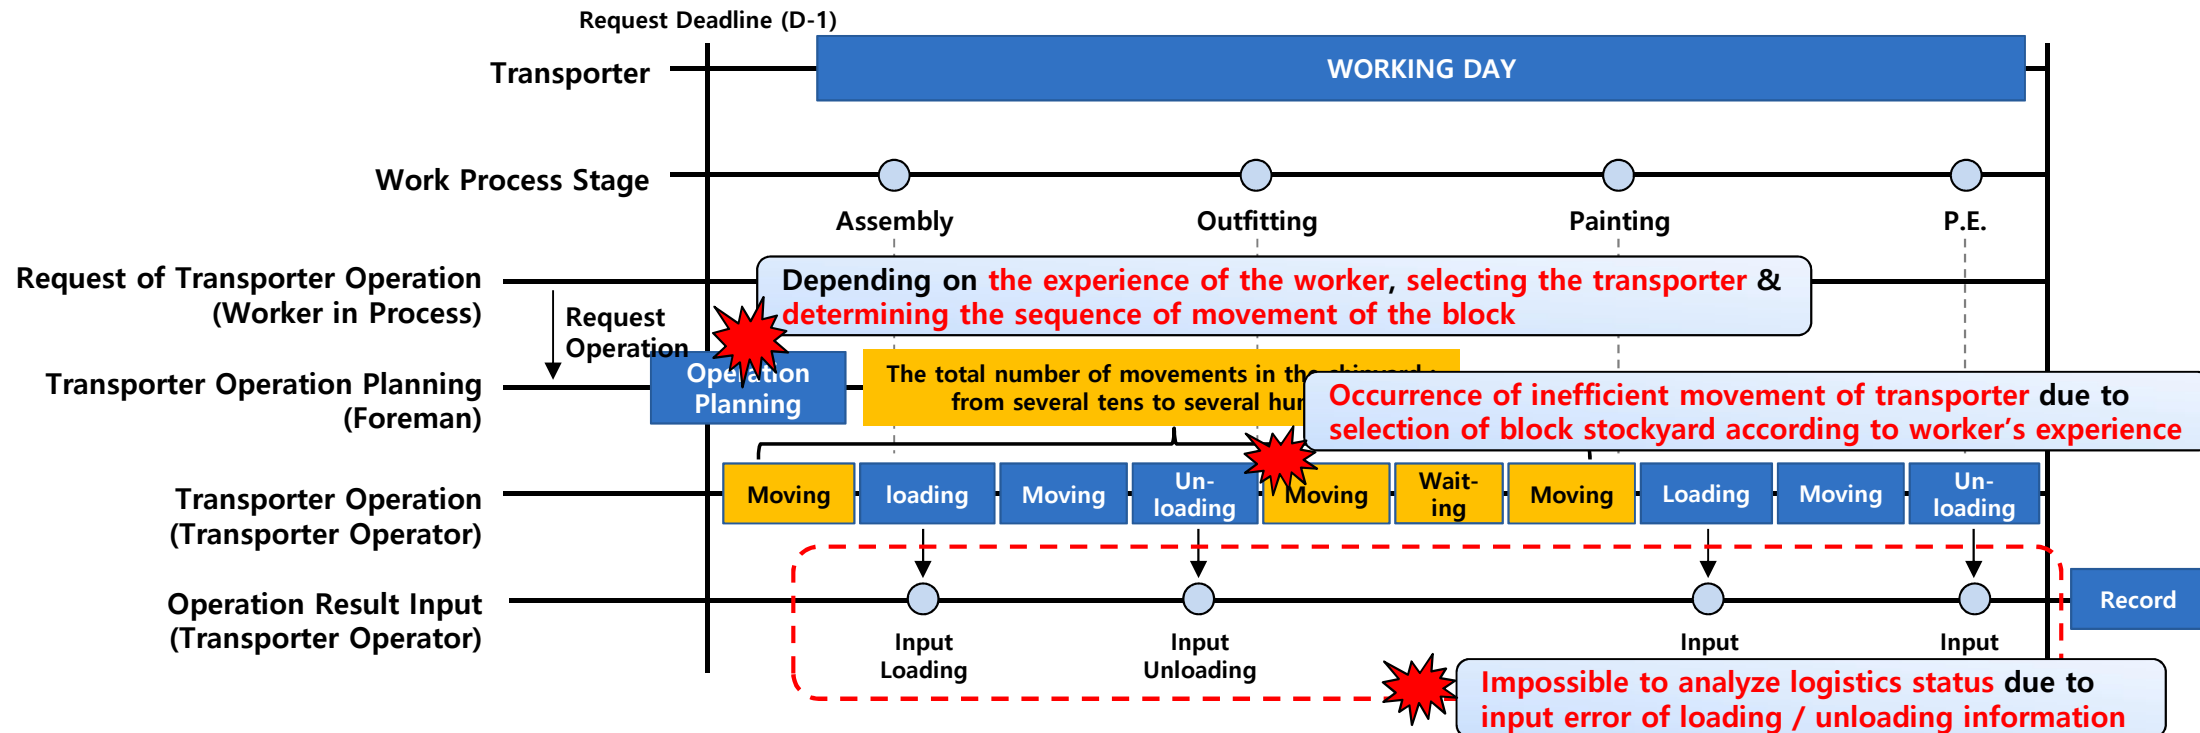 Request Deadline (D-1)
Transporter
WORKING DAY
Work Process Stage
Assembly
Outfitting
Painting
P.E.
Request of Transporter Operation
(Worker in Process)
Depending on the experience of the worker, selecting the transporter &
determining the sequence of movement of the block
Request
Operation
Transporter Operation Planning
(Foreman)
Operation
Planning
The total number of movements in the
from several tens to several
Occurrence of inefficient movement of transporter due to
selection of block stockyard according to worker's experience
Transporter Operation
(Transporter Operator)
Moving
loading
Moving
Un-
loading
Moving
Wait-
ing
Moving
Loading
Moving
Un-
loading
Operation Result Input
(Transporter Operator)
Record
Input
Loading
Input
Unloading
Input
Input
Impossible to analyze logistics status due to
input error of loading / unloading information